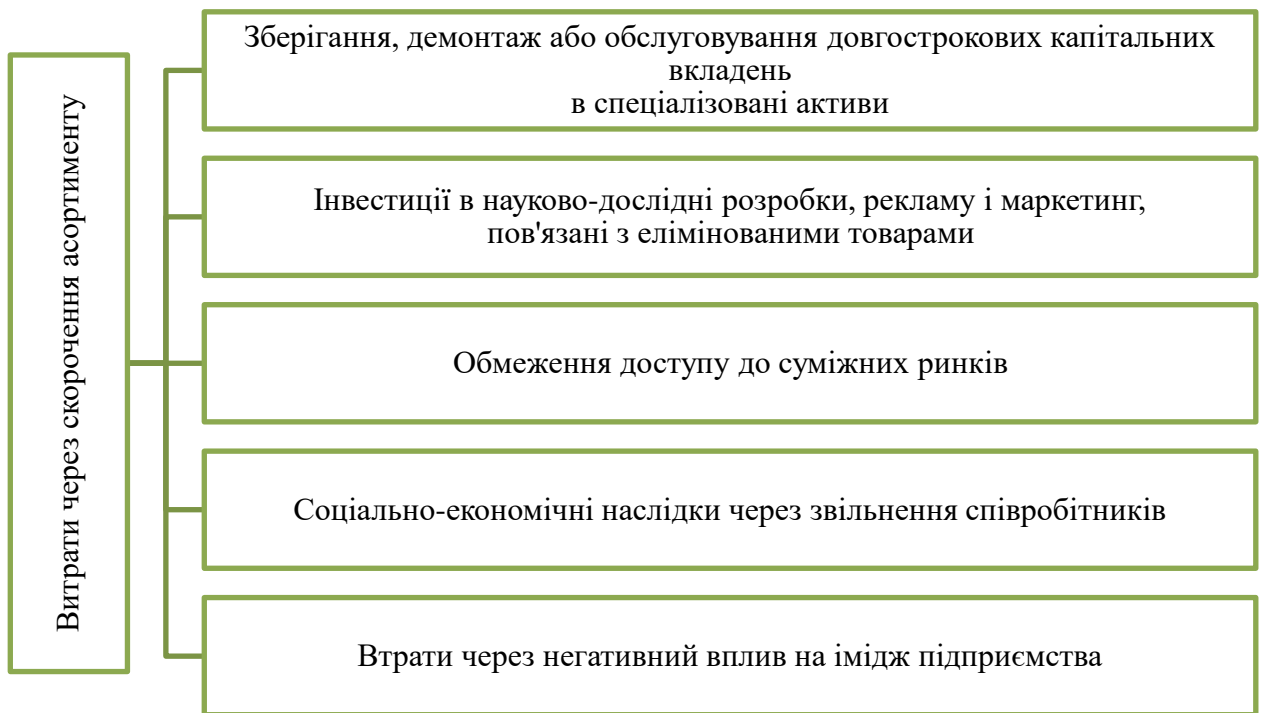 Витрати через скорочення асортименту
Зберігання, демонтаж або обслуговування довгострокових капітальних
вкладень
в спеціалізовані активи
Інвестиції в науково-дослідні розробки, рекламу і маркетинг,
пов'язані з елімінованими товарами
Обмеження доступу до суміжних ринків
Соціально-економічні наслідки через звільнення співробітників
Втрати через негативний вплив на імідж підприємства